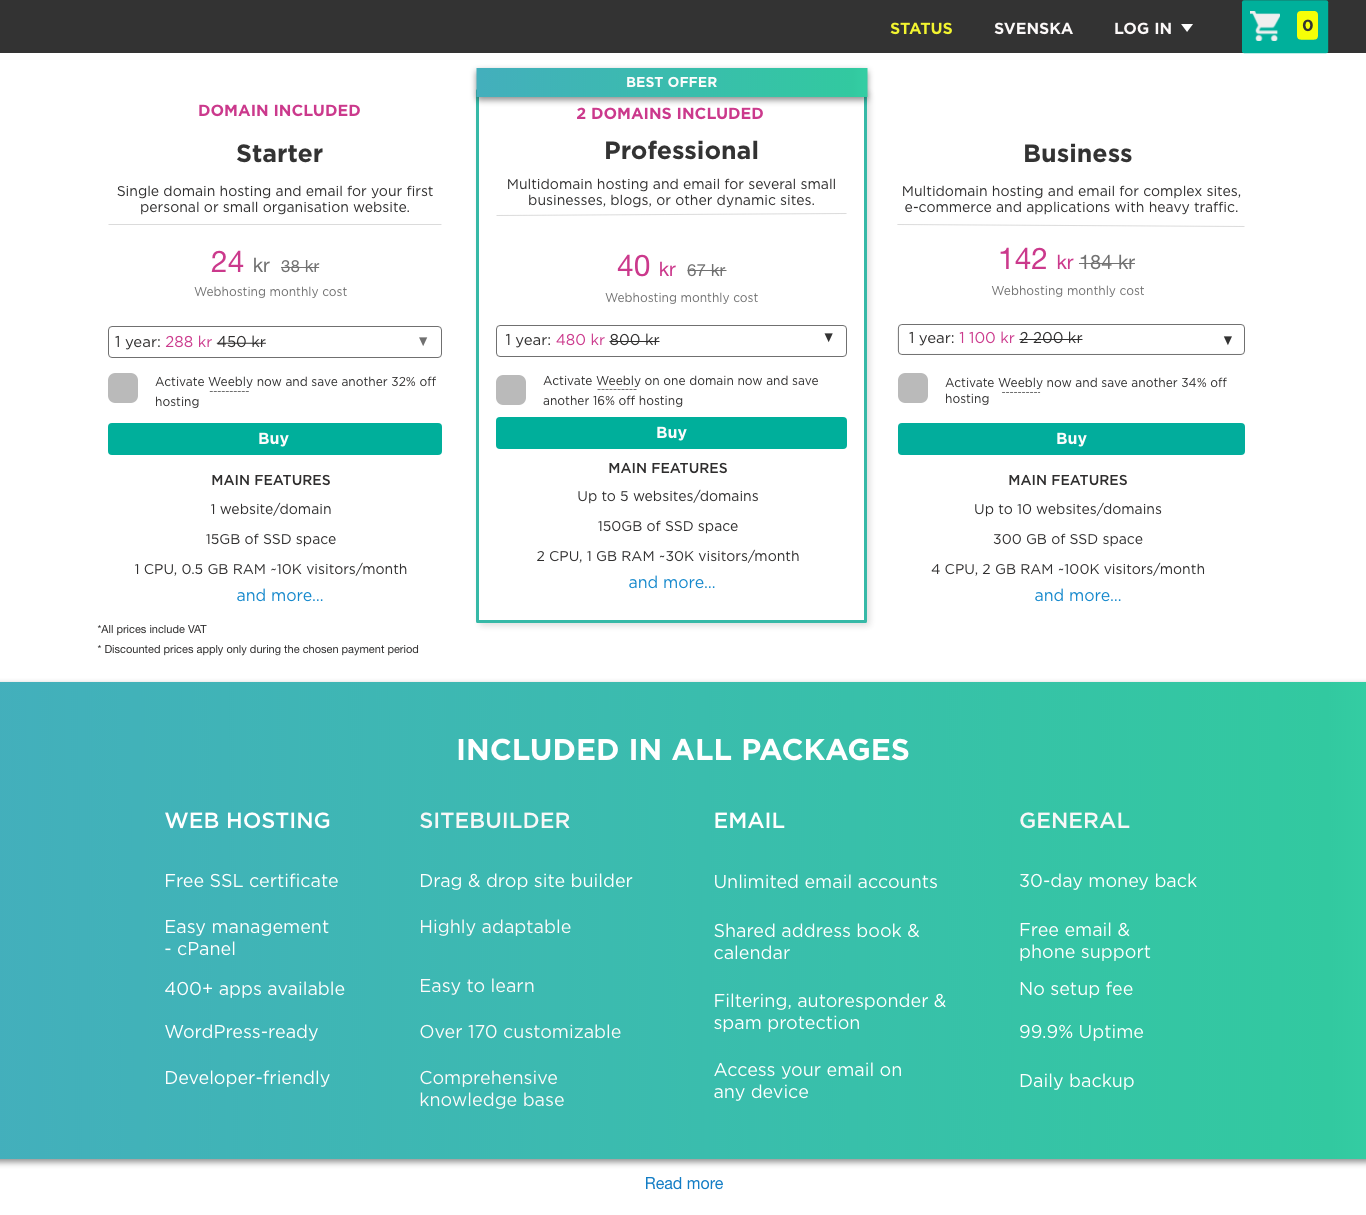 STATUS SVENSKA LOG IN 0
DOMAIN INCLUDED
Starter
Single domain hosting and email for your first
personal or small organisation website.
24 kr 38 kr
Webhosting monthly cost
1 year: 288 kr 450 kr
Activate Weebly now and save another 32% off
hosting
Buy
MAIN FEATURES
1 website/domain
15GB of SSD space
1 CPU, 0.5 GB RAM ~10K visitors/month
and more...
BEST OFFER
2 DOMAINS INCLUDED
Professional
Multidomain hosting and email for several small
businesses, blogs, or other dynamic sites.
40 kr 67 kr
Webhosting monthly cost
1 year: 480 kr 800 kr
Activate Weebly on one domain now and save
another 16% off hosting
Buy
MAIN FEATURES
Up to 5 websites/domains
150GB of SSD space
2 CPU, 1 GB RAM ~30K visitors/month
and more...
Business
Multidomain hosting and email for complex sites,
e-commerce and applications with heavy traffic.
142 kr 184 kr
Webhosting monthly cost
1 year: 1 100 kr 2 200 kr
Activate Weebly now and save another 34% off
hosting
Buy
MAIN FEATURES
Up to 10 websites/domains
300 GB of SSD space
4 CPU, 2 GB RAM ~100K visitors/month
and more...
*All prices include VAT
* Discounted prices apply only during the chosen payment period
INCLUDED IN ALL PACKAGES
WEB HOSTING
Free SSL certificate
Easy management
- cPanel
400+ apps available
WordPress-ready
Developer-friendly
SITEBUILDER
Drag & drop site builder
Highly adaptable
Easy to learn
Over 170 customizable
Comprehensive
knowledge base
EMAIL
Unlimited email accounts
Shared address book &
calendar
Filtering, autoresponder &
spam protection
Access your email on
any device
GENERAL
30-day money back
Free email &
phone support
No setup fee
99.9% Uptime
Daily backup
Read more